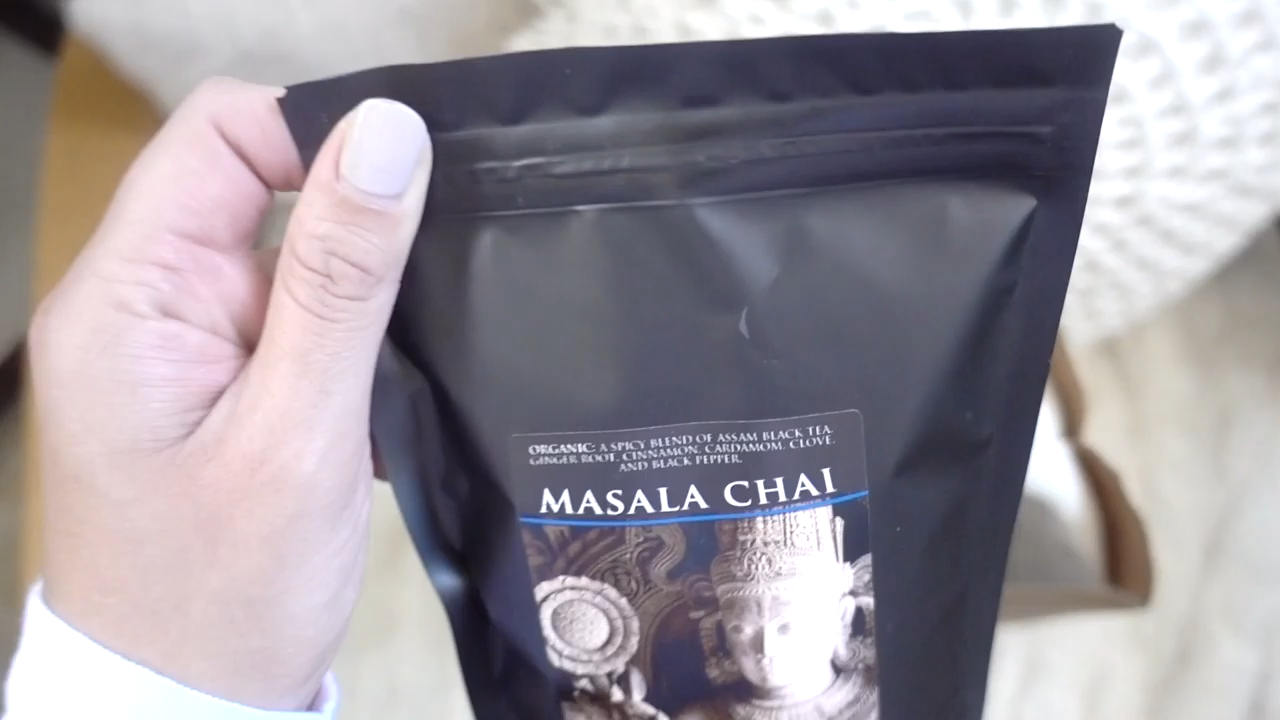 ORGANIC: A SPICY BLEND OF ASSAM BLACK TEA,
GINGER ROOT, CINNAMON, CARDAMOM, CLOVE,
AND BLACK PEPPER.
MASALA CHAI